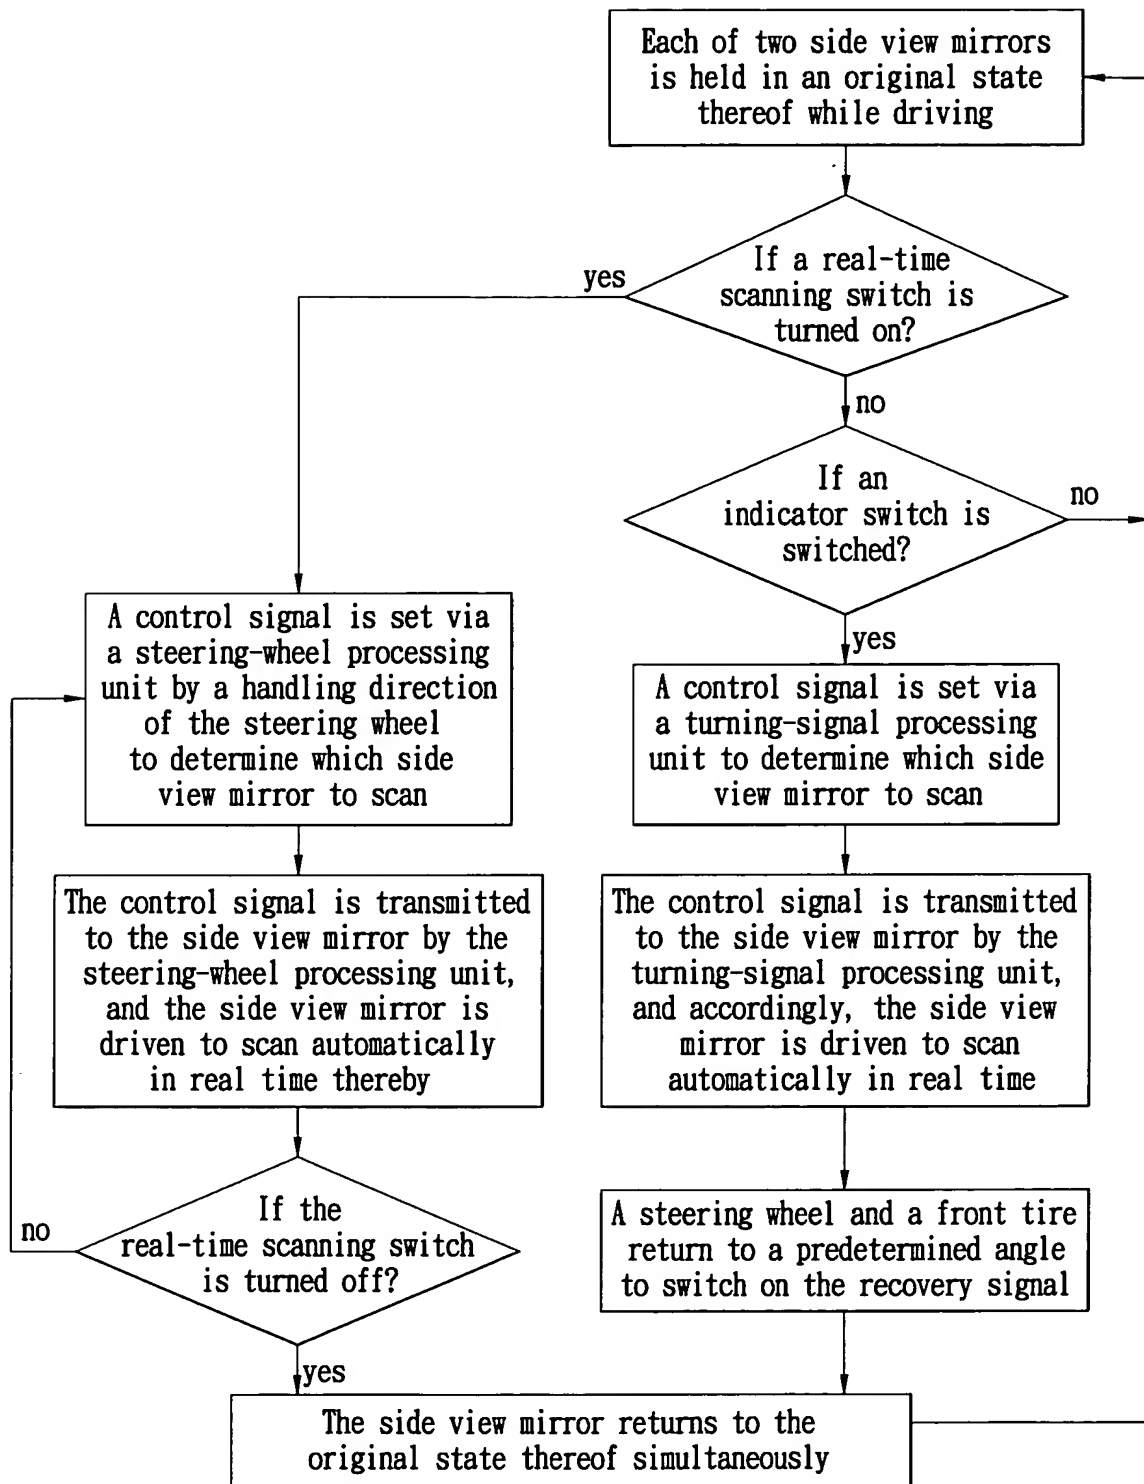 Each of two side view mirrors
is held in an original state
thereof while driving
If a real-time
scanning switch is
turned on?
yes
no
If an
indicator switch is
switched?
no
yes
A control signal is set via
a steering-wheel processing
unit by a handling direction
of the steering wheel
to determine which side
view mirror to scan
A control signal is set via
a turning-signal processing
unit to determine which side
view mirror to scan
The control signal is transmitted
to the side view mirror by the
steering-wheel processing unit,
and the side view mirror is
driven to scan automatically
in real time thereby
The control signal is transmitted
to the side view mirror by the
turning-signal processing unit,
and accordingly, the side view
mirror is driven to scan
automatically in real time
If the
real-time scanning switch
is turned off?
no
yes
A steering wheel and a front tire
return to a predetermined angle
to switch on the recovery signal
The side view mirror returns to the
original state thereof simultaneously